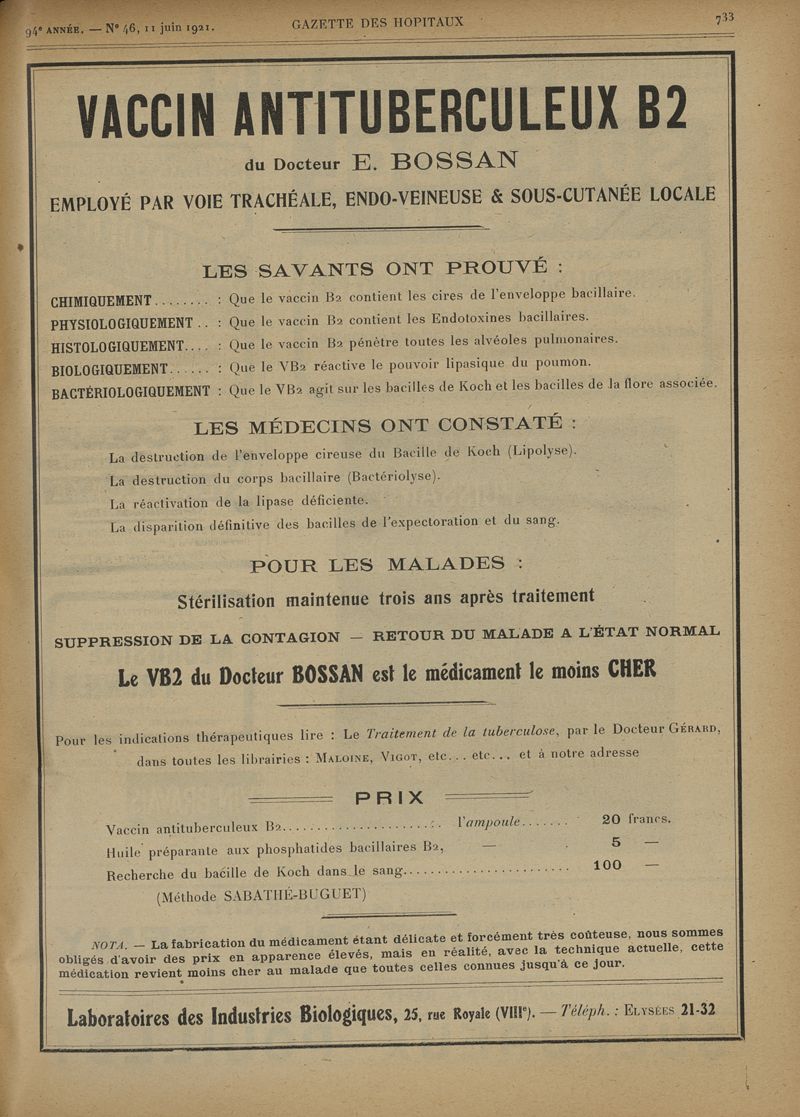 94e ANNÉE. — N° 46, 11 juin 1921.
GAZETTE DES HOPITAUX
733
VACCIN ANTITUBERCULEUX B2
du Docteur E. BOSSAN
EMPLOYÉ PAR VOIE TRACHÉALE, ENDO-VEINEUSE & SOUS-CUTANÉE LOCALE
LES SAVANTS ONT PROUVÉ :
CHIMIQUEMENT ........ : Que le vaccin B2 contient les cires de l'enveloppe bacillaire.
PHYSIOLOGIQUEMENT .. : Que le vaccin B2 contient les Endotoxines bacillaires.
HISTOLOGIQUEMENT.... : Que le vaccin B2 pénètre toutes les alvéoles pulmonaires.
BIOLOGIQUEMENT...... : Que le VB2 réactive le pouvoir lipasique du poumon.
BACTÉRIOLOGIQUEMENT : Que le VB2 agit sur les bacilles de Koch et les bacilles de la flore associée.
LES MÉDECINS ONT CONSTATÉ :
La destruction de l'enveloppe cireuse du Bacille de Koch (Lipolyse).
La destruction du corps bacillaire (Bactériolyse).
La réactivation de la lipase déficiente.
La disparition définitive des bacilles de l'expectoration et du sang.
POUR LES MALADES :
Stérilisation maintenue trois ans après traitement
SUPPRESSION DE LA CONTAGION — RETOUR DU MALADE A L'ÉTAT NORMAL
Le VB2 du Docteur BOSSAN est le médicament le moins CHER
Pour les indications thérapeutiques lire : Le Traitement de la tuberculose, par le Docteur GÉRARD,
dans toutes les librairies : MALOINE, VIGOT, etc... etc... et à notre adresse
PRIX
Vaccin antituberculeux B2.......................... l'ampoule....... 20 francs.
Huile préparante aux phosphatides bacillaires B2, — 5 —
Recherche du bacille de Koch dans le sang.......................... 100 —
(Méthode SABATHÉ-BUGUET)
NOTA. — La fabrication du médicament étant délicate et forcément très coûteuse, nous sommes
obligés d'avoir des prix en apparence élevés, mais en réalité, avec la technique actuelle, cette
médication revient moins cher au malade que toutes celles connues jusqu'à ce jour.
Laboratoires des Industries Biologiques, 25, rue Royale (VIIIe). — Téléph. : ELYSÉES 21-32